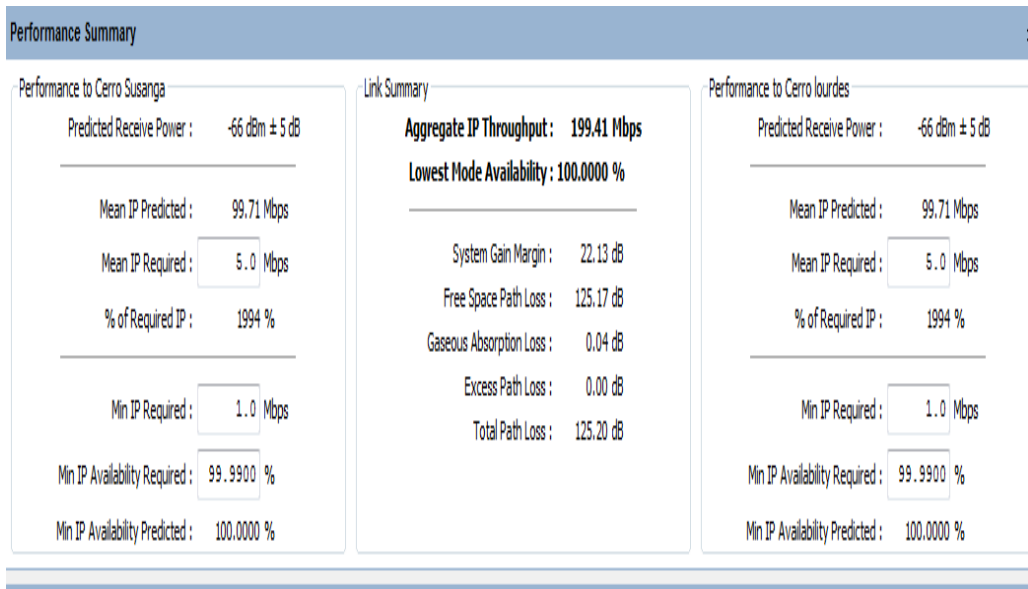 Performance Summary
Performance to Cerro Susanga
Predicted Receive Power : -66 dBm ± 5 dB
Mean IP Predicted : 99.71 Mbps
Mean IP Required : 5.0 Mbps
% of Required IP : 1994 %
Min IP Required : 1.0 Mbps
Min IP Availability Required : 99.9900 %
Min IP Availability Predicted : 100.0000 %
Link Summary
Aggregate IP Throughput : 199.41 Mbps
Lowest Mode Availability : 100.0000 %
System Gain Margin : 22.13 dB
Free Space Path Loss : 125.17 dB
Gaseous Absorption Loss : 0.04 dB
Excess Path Loss : 0.00 dB
Total Path Loss : 125.20 dB
Performance to Cerro lourdes
Predicted Receive Power : -66 dBm ± 5 dB
Mean IP Predicted : 99.71 Mbps
Mean IP Required : 5.0 Mbps
% of Required IP : 1994 %
Min IP Required : 1.0 Mbps
Min IP Availability Required : 99.9900 %
Min IP Availability Predicted : 100.0000 %